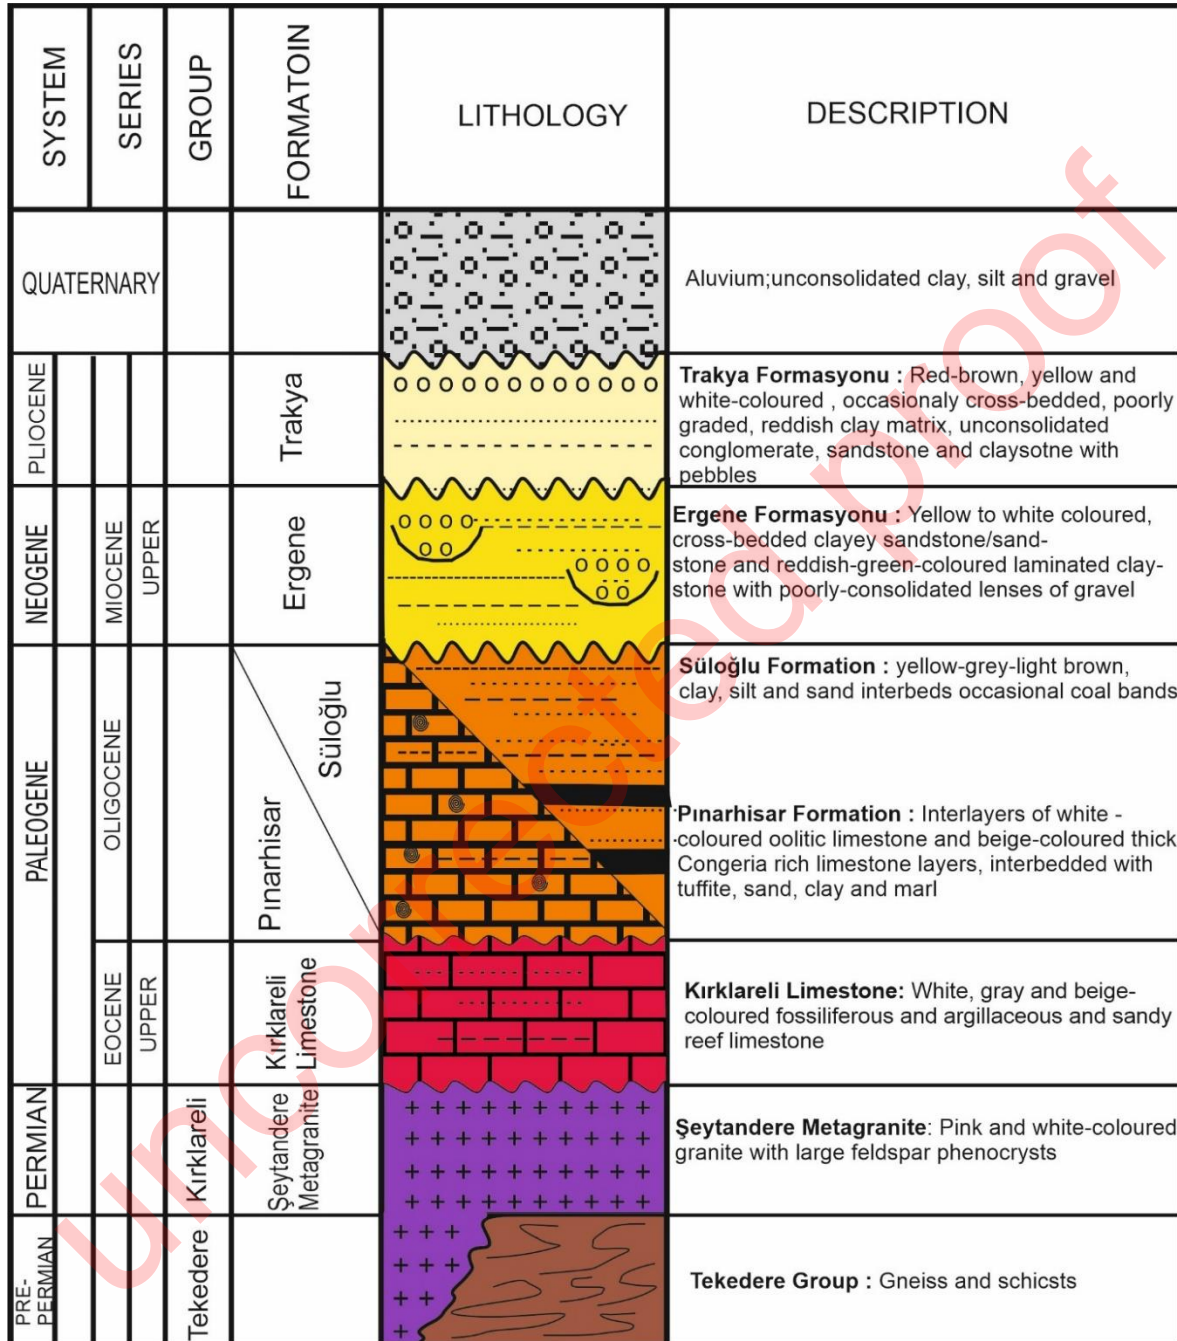 SYSTEM
SERIES
GROUP
FORMATOIN
LITHOLOGY
DESCRIPTION
QUATERNARY
Aluvium;unconsolidated clay, silt and gravel
PLIOCENE
Trakya
Trakya Formasyonu : Red-brown, yellow and
white-coloured , occasionaly cross-bedded, poorly
graded, reddish clay matrix, unconsolidated
conglomerate, sandstone and claysotne with
pebbles
NEOGENE
MIOCENE
UPPER
Ergene
Ergene Formasyonu : Yellow to white coloured,
cross-bedded clayey sandstone/sand-
stone and reddish-green-coloured laminated clay-
stone with poorly-consolidated lenses of gravel
PALEOGENE
OLIGOCENE
Süloğlu
Pınarhisar
Süloğlu Formation : yellow-grey-light brown,
clay, silt and sand interbeds occasional coal bands
Pınarhisar Formation : Interlayers of white -
coloured oolitic limestone and beige-coloured thick
Congeria rich limestone layers, interbedded with
tuffite, sand, clay and marl
EOCENE
UPPER
Kırklareli
Limestone
Kırklareli Limestone: White, gray and beige-
coloured fossiliferous and argillaceous and sandy
reef limestone
PERMIAN
Kırklareli
Şeytandere
Metagranite
Şeytandere Metagranite: Pink and white-coloured
granite with large feldspar phenocrysts
PRE-
PERMIAN
Tekedere
Tekedere Group : Gneiss and schicsts
uncorrected proof